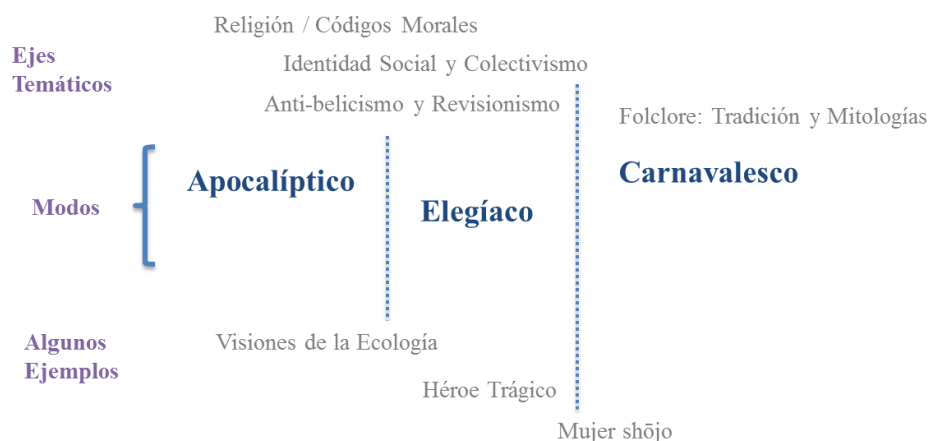 Religión / Códigos Morales
Ejes
Temáticos
Identidad Social y Colectivismo
Anti-belicismo y Revisionismo
Folclore: Tradición y Mitologías
Modos
Apocalíptico
Elegíaco
Carnavalesco
Algunos
Ejemplos
Visiones de la Ecología
Héroe Trágico
Mujer shōjo